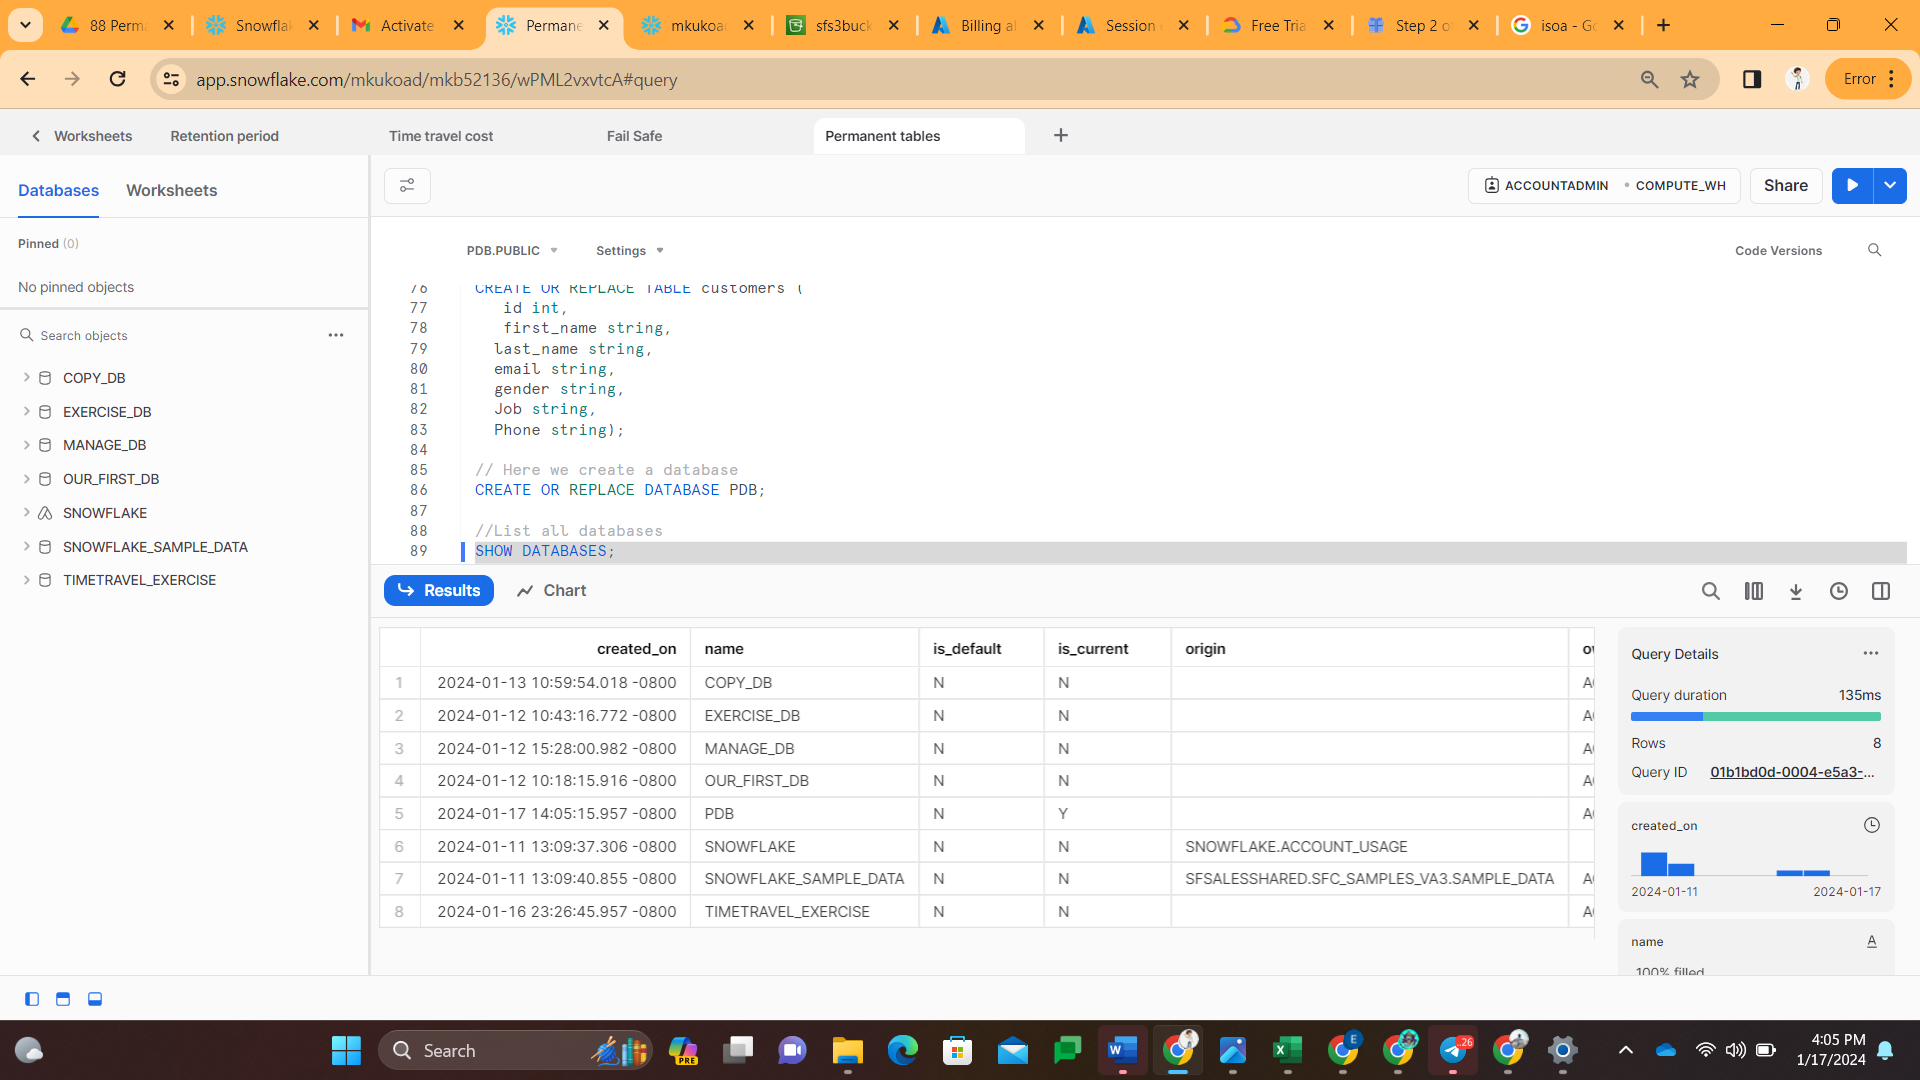 88 Perma
Snowflak
Activate
Permane
mkukoad
sfs3buck
Billing al
Session
Free Tria
Step 2 o
isoa - Go
app.snowflake.com/mkukoad/mkb52136/wPML2vxvtcA#query
Error
Worksheets
Retention period
Time travel cost
Fail Safe
Permanent tables
Databases
Worksheets
ACCOUNTADMIN
COMPUTE_WH
Share
Pinned (0)
No pinned objects
Search objects
COPY_DB
EXERCISE_DB
MANAGE_DB
OUR_FIRST_DB
SNOWFLAKE
SNOWFLAKE_SAMPLE_DATA
TIMETRAVEL_EXERCISE
PDB.PUBLIC
Settings
Code Versions
76 CREATE OR REPLACE TABLE customers (
77 id int,
78 first_name string,
79 last_name string,
80 email string,
81 gender string,
82 Job string,
83 Phone string);
84
85 // Here we create a database
86 CREATE OR REPLACE DATABASE PDB;
87
88 //List all databases
89 SHOW DATABASES;
Results
Chart
created_on name is_default is_current origin
1 2024-01-13 10:59:54.018 -0800 COPY_DB N N
2 2024-01-12 10:43:16.772 -0800 EXERCISE_DB N N
3 2024-01-12 15:28:00.982 -0800 MANAGE_DB N N
4 2024-01-12 10:18:15.916 -0800 OUR_FIRST_DB N N
5 2024-01-17 14:05:15.957 -0800 PDB N Y
6 2024-01-11 13:09:37.306 -0800 SNOWFLAKE N N SNOWFLAKE.ACCOUNT_USAGE
7 2024-01-11 13:09:40.855 -0800 SNOWFLAKE_SAMPLE_DATA N N SFSALESSHARED.SFC_SAMPLES_VA3.SAMPLE_DATA
8 2024-01-16 23:26:45.957 -0800 TIMETRAVEL_EXERCISE N N
Query Details
Query duration 135ms
Rows 8
Query ID 01b1bd0d-0004-e5a3-...
created_on
2024-01-11 2024-01-17
name
100% filled
Search
PRE
E
..26
4:05 PM
1/17/2024